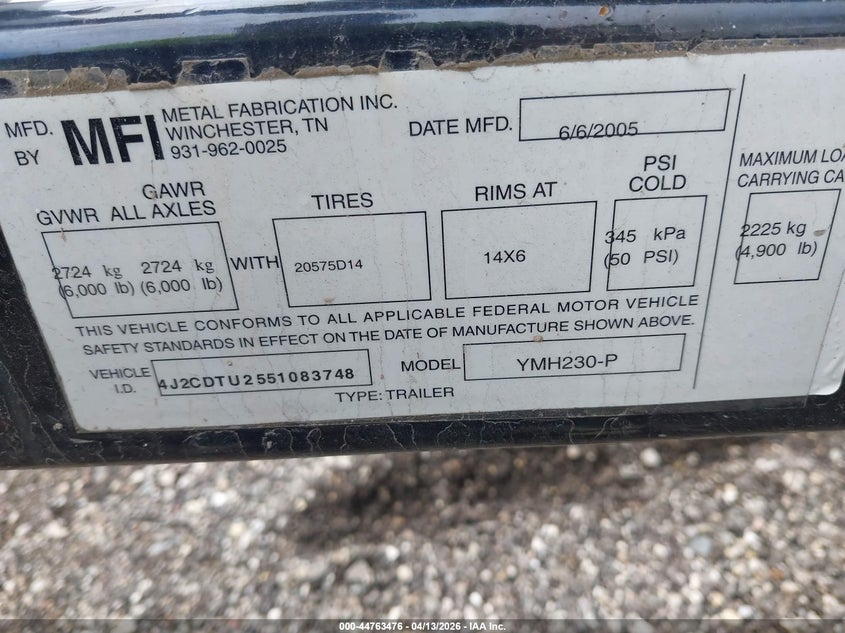 MFD. BY MFI METAL FABRICATION INC.
WINCHESTER, TN
931-962-0025
DATE MFD. 6/6/2005
GVWR GAWR ALL AXLES
TIRES
RIMS AT
PSI COLD
MAXIMUM LOA
CARRYING CA
2724 kg 2724 kg
(6,000 lb) (6,000 lb)
WITH
20575D14
14X6
345 kPa
(50 PSI)
2225 kg
(4,900 lb)
THIS VEHICLE CONFORMS TO ALL APPLICABLE FEDERAL MOTOR VEHICLE
SAFETY STANDARDS IN EFFECT ON THE DATE OF MANUFACTURE SHOWN ABOVE.
VEHICLE I.D. 4J2CDTU2551083748
MODEL YMH230-P
TYPE: TRAILER
000-44763476 - 04/13/2026 - IAA Inc.